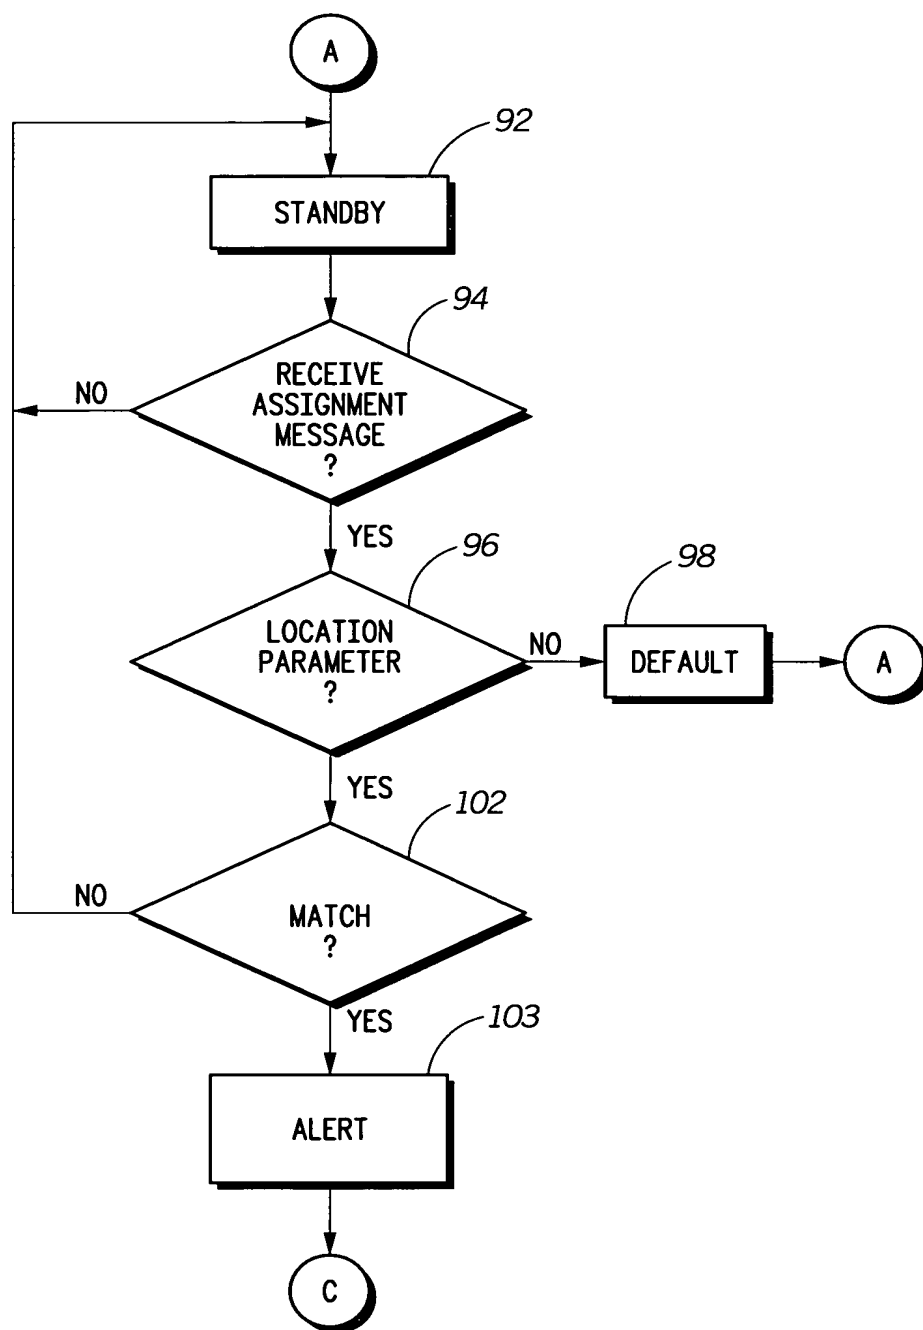 A
92
STANDBY
94
RECEIVE
ASSIGNMENT
MESSAGE
?
NO
YES
96
LOCATION
PARAMETER
?
NO
98
DEFAULT
A
YES
102
MATCH
?
NO
YES
103
ALERT
C